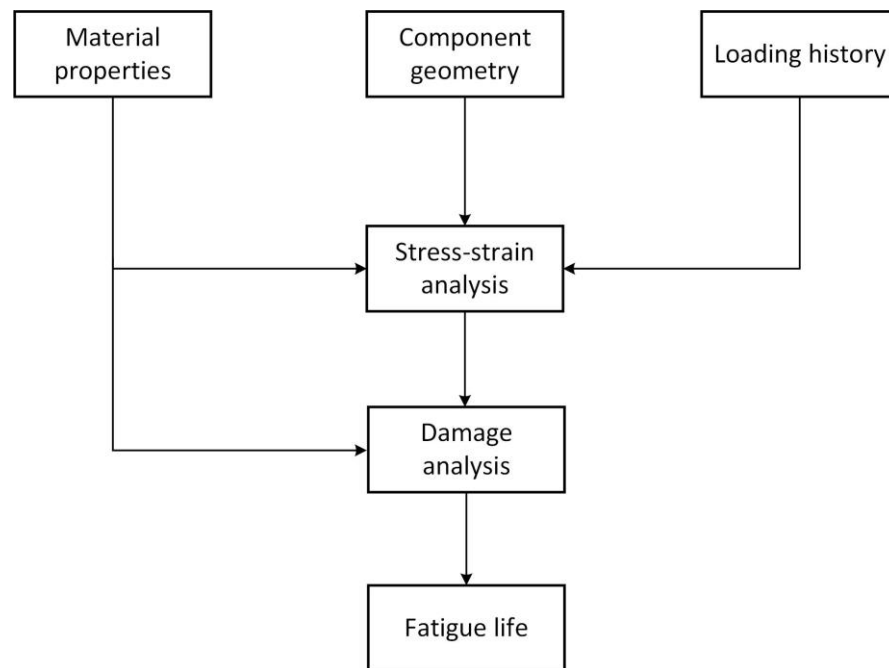 Material
properties
Component
geometry
Loading history
Stress-strain
analysis
Damage
analysis
Fatigue life